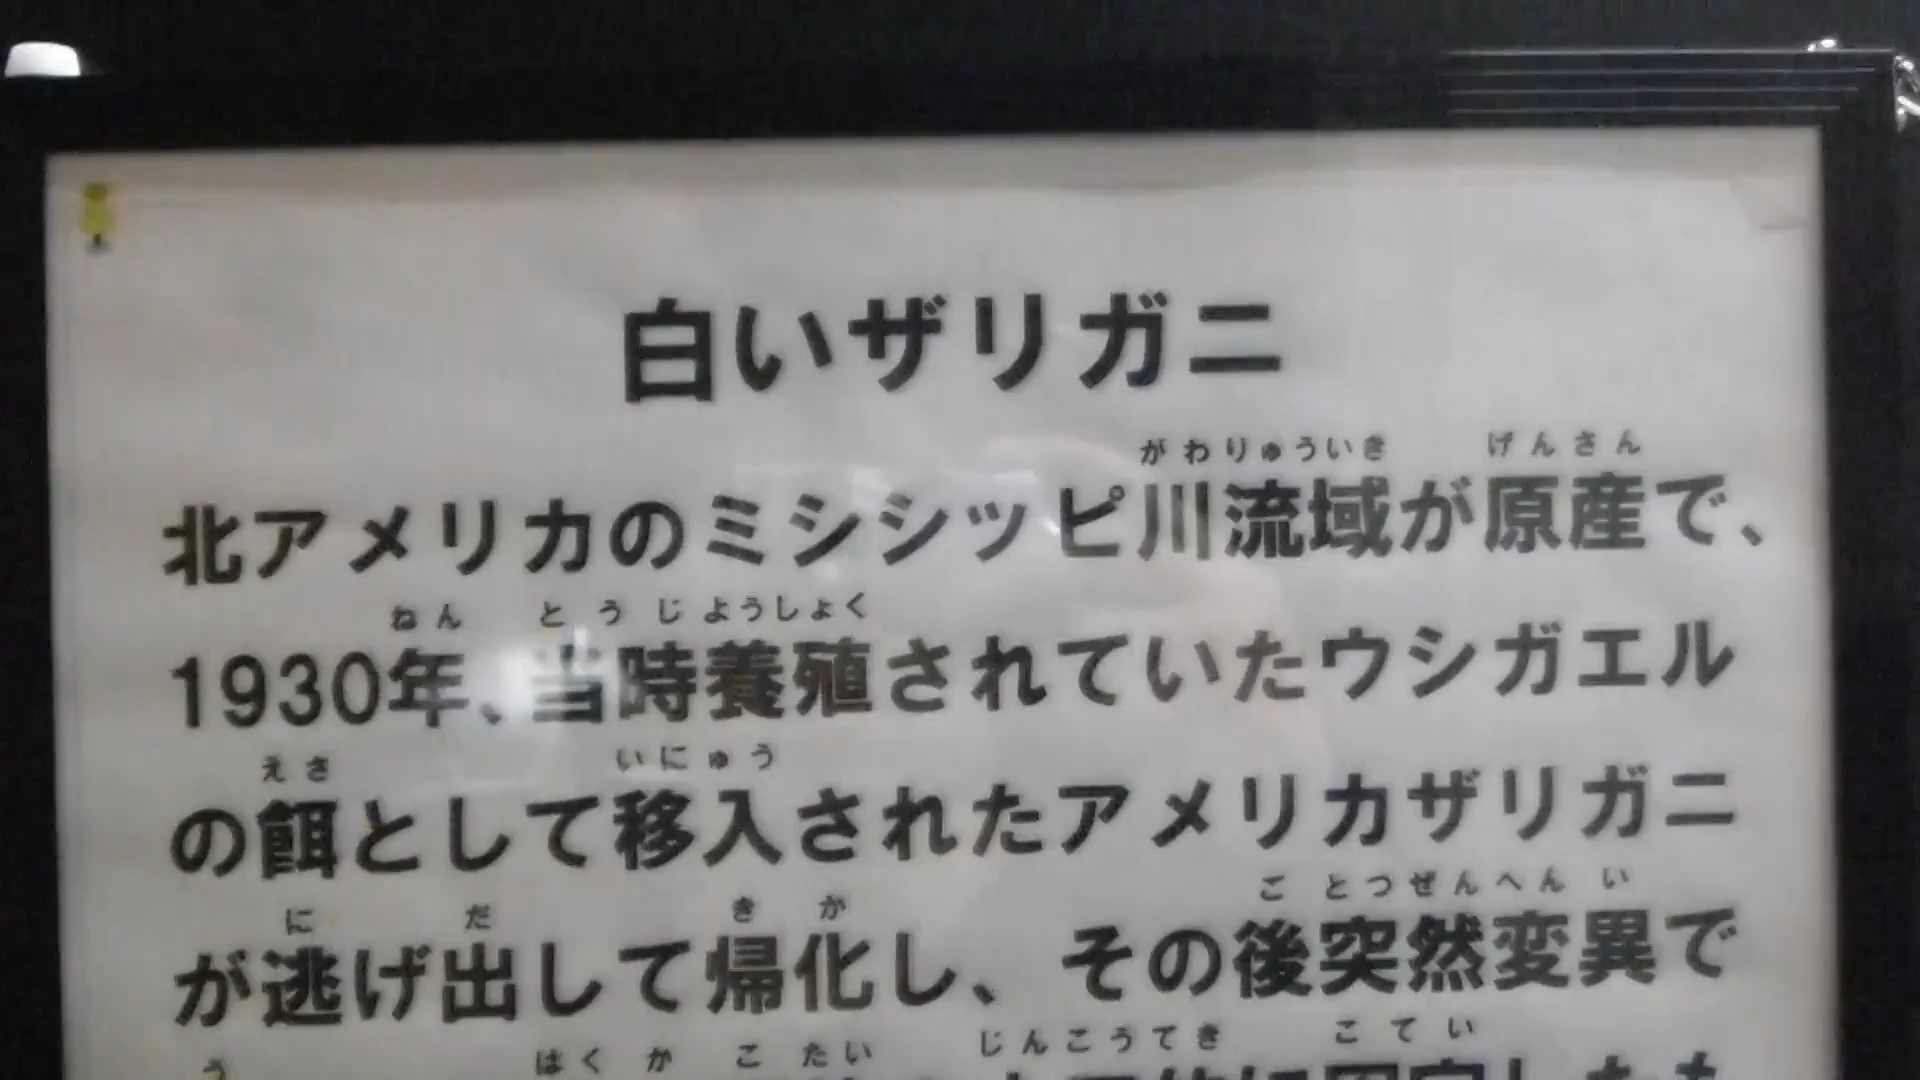 白いザリガニ
がわりゅういき げんさん
北アメリカのミシシッピ川流域が原産で、
ねん とうじようしょく
1930年、当時養殖されていたウシガエル
えさ いにゅう
の餌として移入されたアメリカザリガニ
に だ きか ことつぜんへんい
が逃げ出して帰化し、その後突然変異で
う はくか こたい じんこうてき こてい